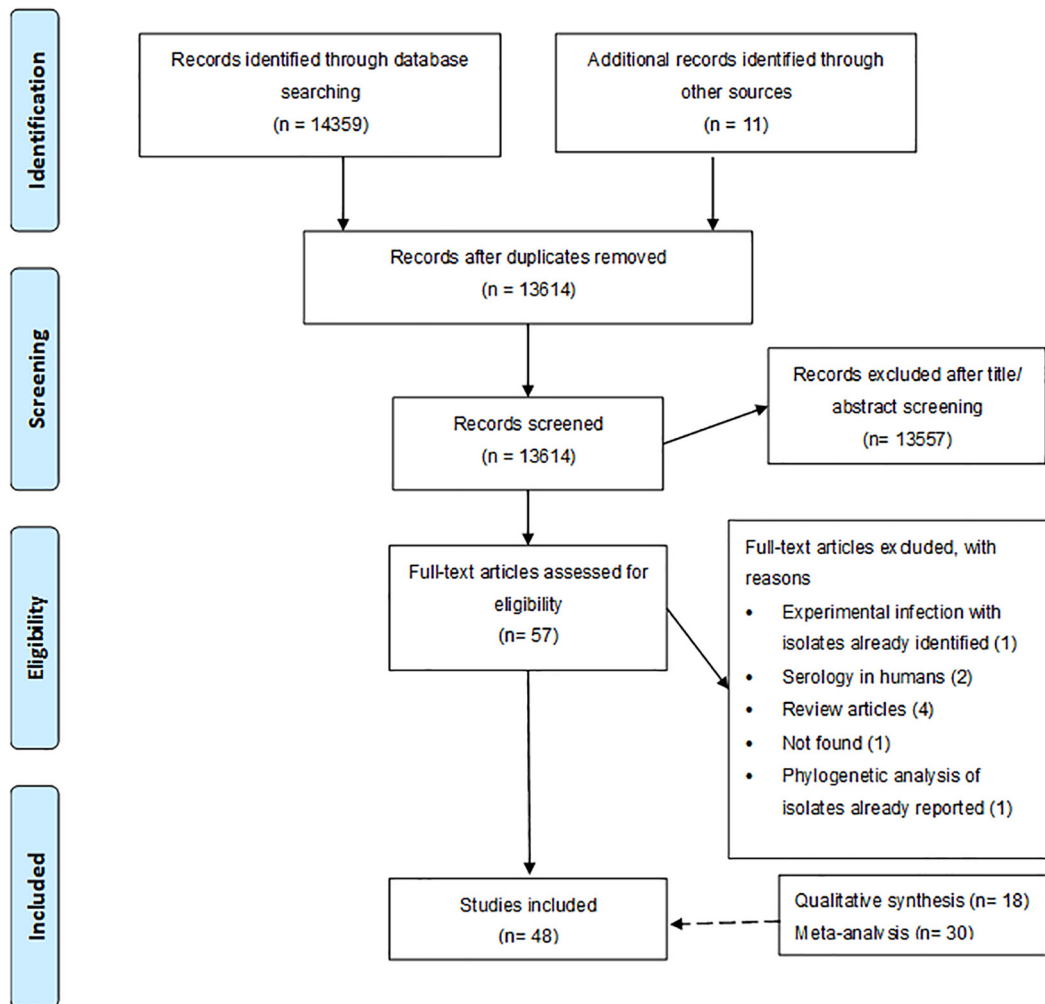 Identification
Records identified through database
searching
(n = 14359)
Additional records identified through
other sources
(n = 11)
Records after duplicates removed
(n = 13614)
Screening
Records screened
(n = 13614)
Records excluded after title/
abstract screening
(n= 13557)
Eligibility
Full-text articles assessed for
eligibility
(n= 57)
Full-text articles excluded, with
reasons
• Experimental infection with
isolates already identified (1)
• Serology in humans (2)
• Review articles (4)
• Not found (1)
• Phylogenetic analysis of
isolates already reported (1)
Included
Studies included
(n= 48)
Qualitative synthesis (n= 18)
Meta-analysis (n= 30)